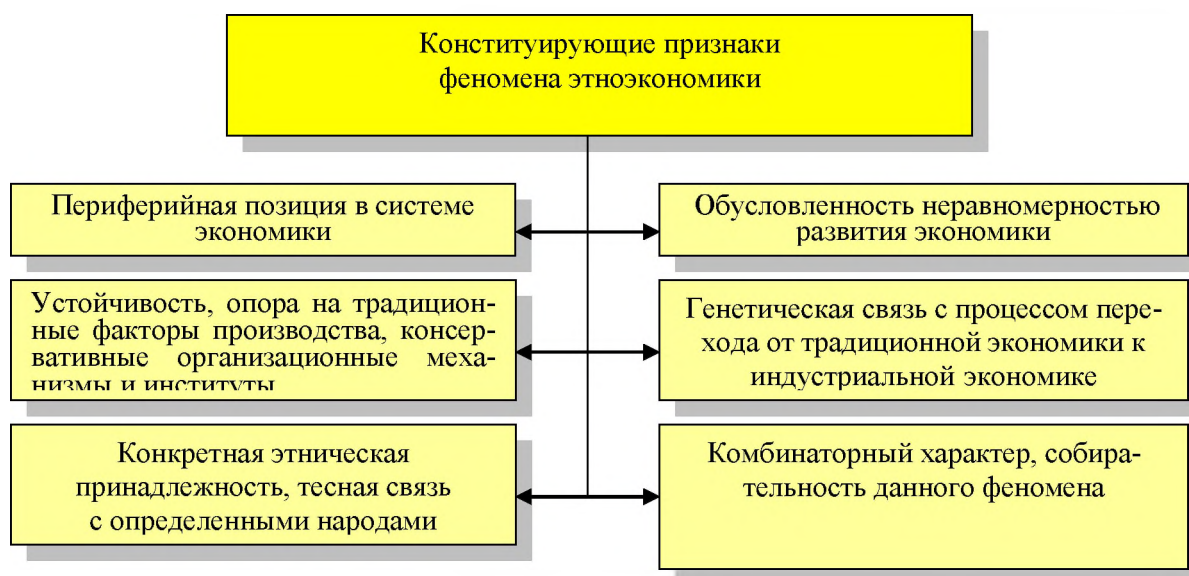 Конституирующие признаки
феномена этноэкономики
Периферийная позиция в системе
экономики
Обусловленность неравномерностью
развития экономики
Устойчивость, опора на традицион-
ные факторы производства, консер-
вативные организационные меха-
низмы и институты
Генетическая связь с процессом пере-
хода от традиционной экономики к
индустриальной экономике
Конкретная этническая
принадлежность, тесная связь
с определенными народами
Комбинаторный характер, собира-
тельность данного феномена